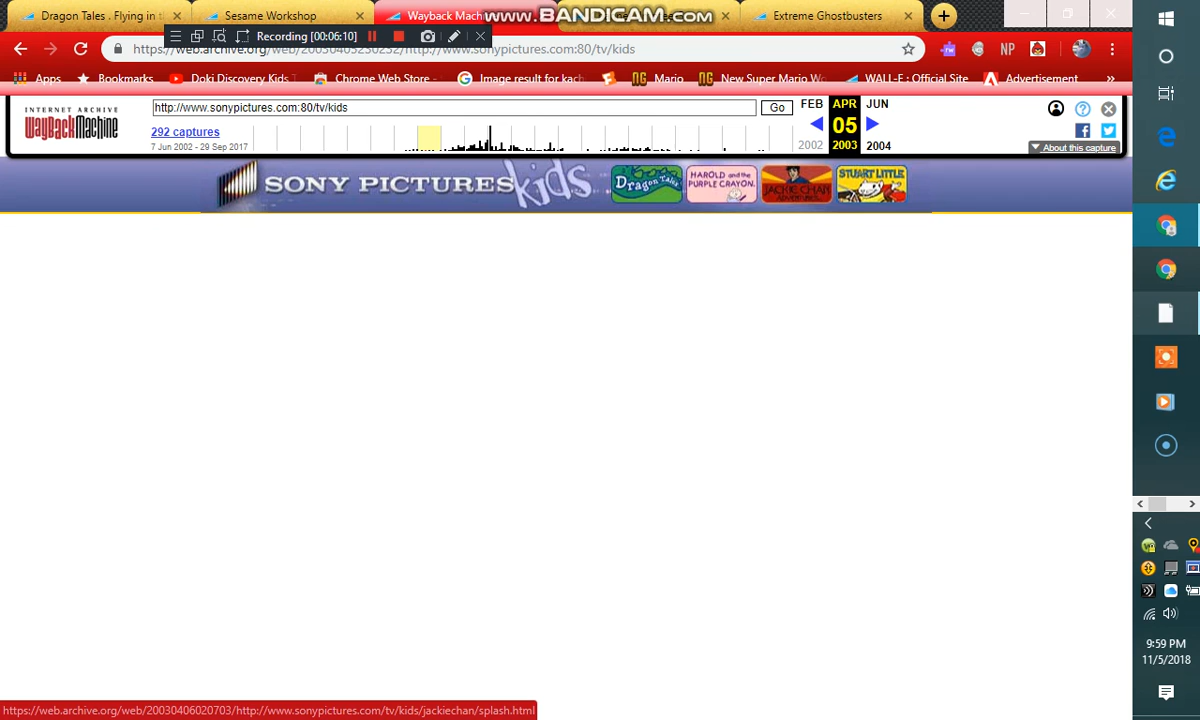 Dragon Tales . Flying in t
Sesame Workshop
Wayback Mach
www.BANDICAM.com
Extreme Ghostbusters
Recording [00:06:10]
https://web.archive.org/web/20030405230232/http://www.sonypictures.com:80/tv/kids
NP
Apps
Bookmarks
Doki Discovery Kids
Chrome Web Store -
Image result for kach
NG Mario
NG New Super Mario Wo
WALL-E : Official Site
Advertisement
»
INTERNET ARCHIVE
WayBackMachine
http://www.sonypictures.com:80/tv/kids
Go
FEB
APR
JUN
292 captures
05
7 Jun 2002 - 29 Sep 2017
2002
2003
2004
About this capture
SONY PICTURES kids
Dragon Tales
HAROLD and the PURPLE CRAYON
JACKIE CHAN ADVENTURES
STUART LITTLE
9:59 PM
11/5/2018
https://web.archive.org/web/20030406020703/http://www.sonypictures.com/tv/kids/jackiechan/splash.html